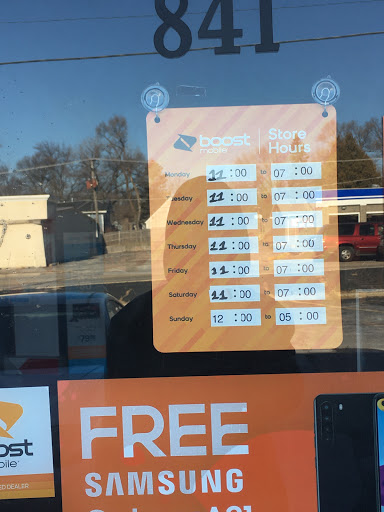 841
boost mobile
Store Hours
Monday 11:00 to 07:00
Tuesday 11:00 to 07:00
Wednesday 11:00 to 07:00
Thursday 11:00 to 07:00
Friday 11:00 to 07:00
Saturday 11:00 to 07:00
Sunday 12:00 to 05:00
FREE
SAMSUNG
DEALER